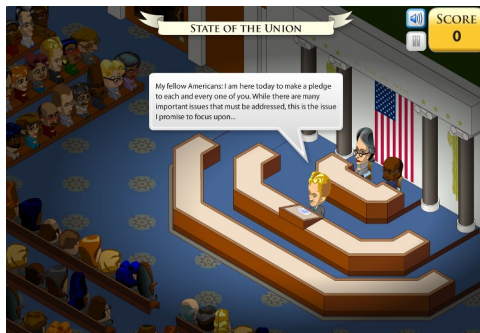 STATE OF THE UNION
SCORE
0
My fellow Americans: I am here today to make a pledge
to each and every one of you. While there are many
important issues that must be addressed, this is the issue
I promise to focus upon...